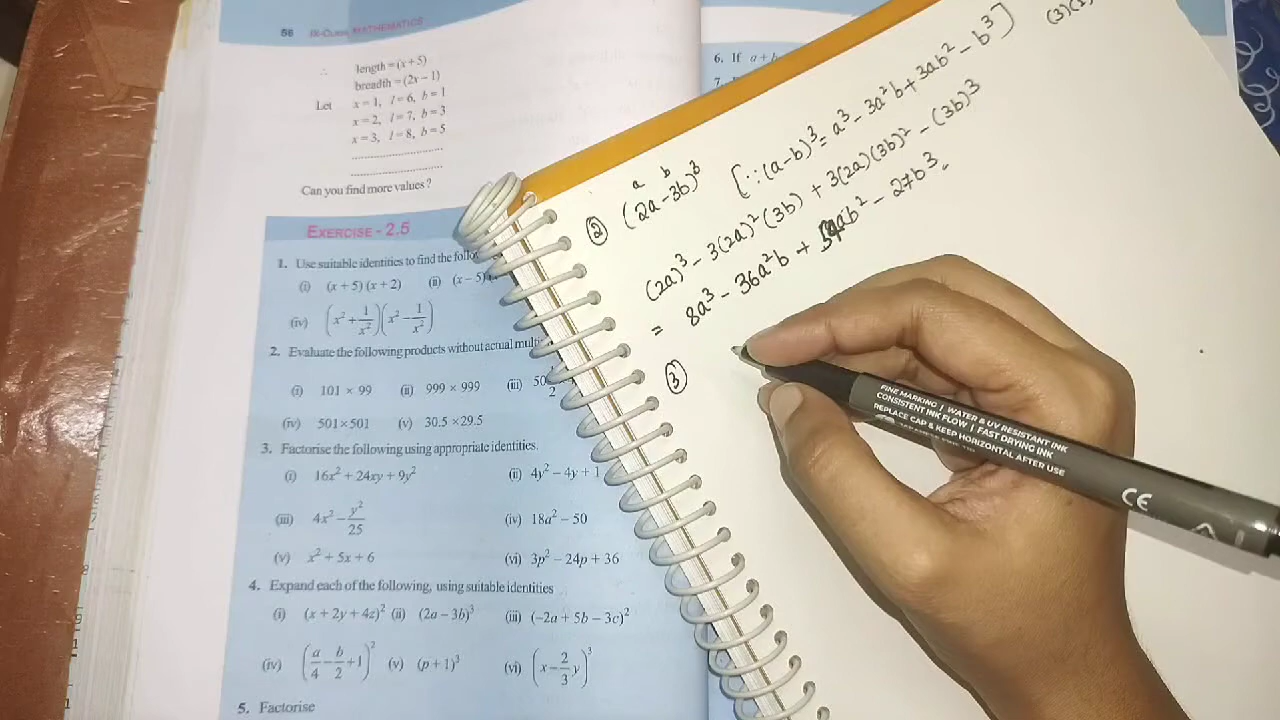 56 IX-CLASS MATHEMATICS
∴ length = (x + 5)
breadth = (2x − 1)
Let x = 1, l = 6, b = 1
x = 2, l = 7, b = 3
x = 3, l = 8, b = 5
Can you find more values ?
EXERCISE - 2.5
1. Use suitable identities to find the
(i) (x + 5) (x + 2) (ii) (x − 5)
(iv) (x² + 1/x²) (x² − 1/x²)
2. Evaluate the following products without actual
(i) 101 × 99 (ii) 999 × 999 (iii)
(iv) 501×501 (v) 30.5 ×29.5
3. Factorise the following using appropriate identities.
(i) 16x² + 24xy + 9y² (ii) 4y² − 4y + 1
(iii) 4x² − y²/25 (iv) 18a² − 50
(v) x² + 5x + 6 (vi) 3p² − 24p + 36
4. Expand each of the following, using suitable identities
(i) (x + 2y + 4z)² (ii) (2a − 3b)³ (iii) (−2a + 5b − 3c)²
(iv) (a/4 − b/2 + 1)² (v) (p + 1)³ (vi) (x − 2/3 y)³
5. Factorise
6. If a + b
7.
② (2a − 3b)³ [∵ (a − b)³ = a³ − 3a²b + 3ab² − b³]
a b
(2a)³ − 3(2a)²(3b) + 3(2a)(3b)² − (3b)³
= 8a³ − 36a²b + ab² − 27b³.
③
FINE MARKING | WATER & UV RESISTANT INK
CONSISTENT INK FLOW | FAST DRYING INK
REPLACE CAP & KEEP HORIZONTAL AFTER USE
CE